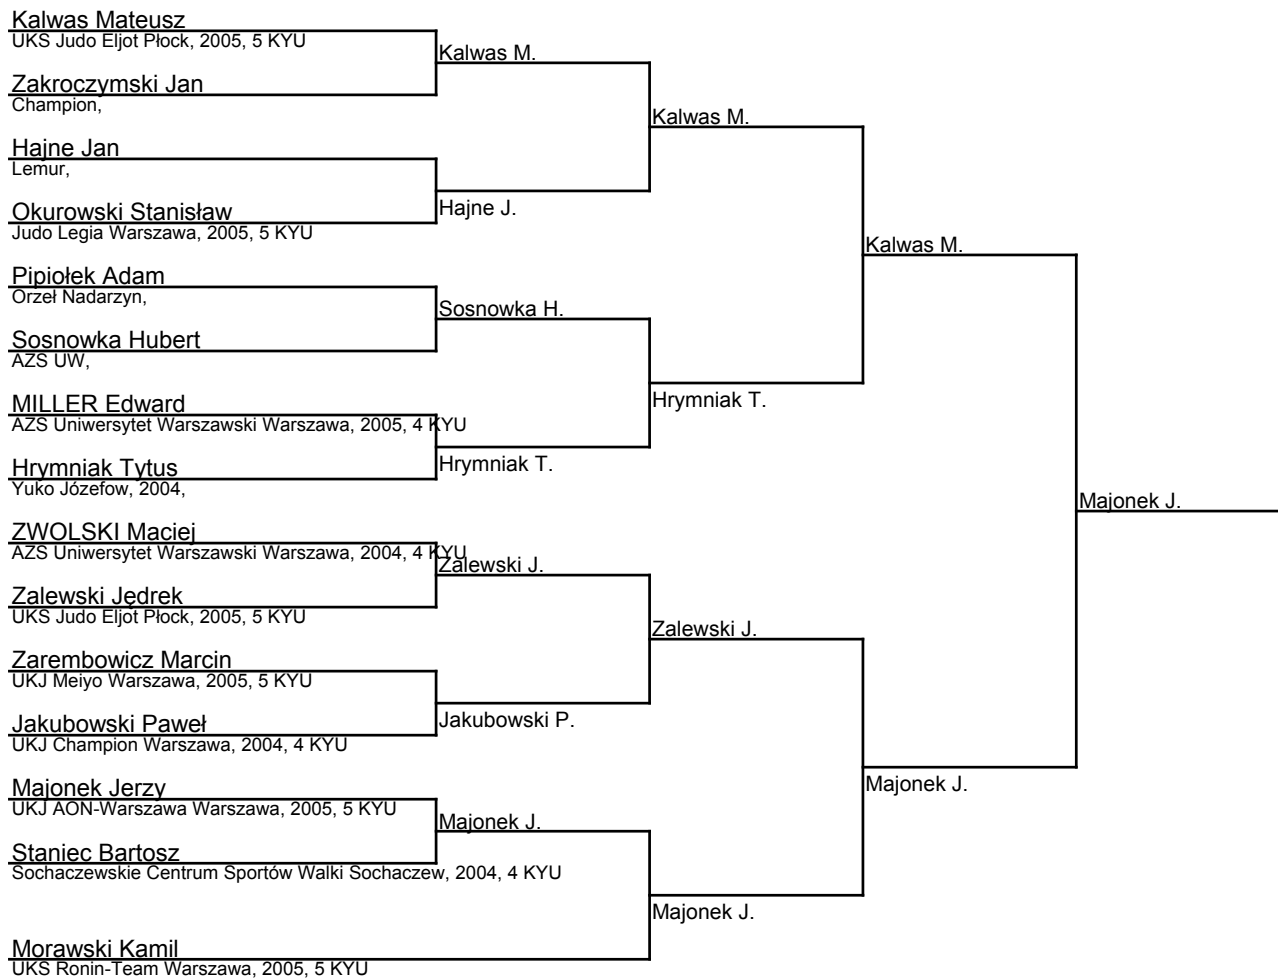 Kalwas Mateusz
UKS Judo Eljot Płock, 2005, 5 KYU
Kalwas M.
Zakroczymski Jan
Champion,
Kalwas M.
Hajne Jan
Lemur,
Hajne J.
Okurowski Stanisław
Judo Legia Warszawa, 2005, 5 KYU
Kalwas M.
Pipiołek Adam
Orzeł Nadarzyn,
Sosnowka H.
Sosnowka Hubert
AZS UW,
Hrymniak T.
MILLER Edward
AZS Uniwersytet Warszawski Warszawa, 2005, 4 KYU
Hrymniak T.
Hrymniak Tytus
Yuko Józefow, 2004,
Majonek J.
ZWOLSKI Maciej
AZS Uniwersytet Warszawski Warszawa, 2004, 4 KYU
Zalewski J.
Zalewski Jędrek
UKS Judo Eljot Płock, 2005, 5 KYU
Zalewski J.
Zarembowicz Marcin
UKJ Meiyo Warszawa, 2005, 5 KYU
Jakubowski P.
Jakubowski Paweł
UKJ Champion Warszawa, 2004, 4 KYU
Majonek J.
Majonek Jerzy
UKJ AON-Warszawa Warszawa, 2005, 5 KYU
Majonek J.
Staniec Bartosz
Sochaczewskie Centrum Sportów Walki Sochaczew, 2004, 4 KYU
Majonek J.
Morawski Kamil
UKS Ronin-Team Warszawa, 2005, 5 KYU